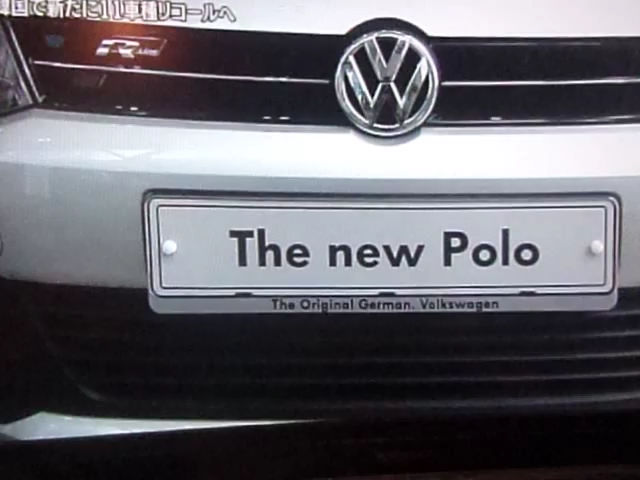 国で新たに11車種リコールへ
R LINE
The new Polo
The Original German. Volkswagen